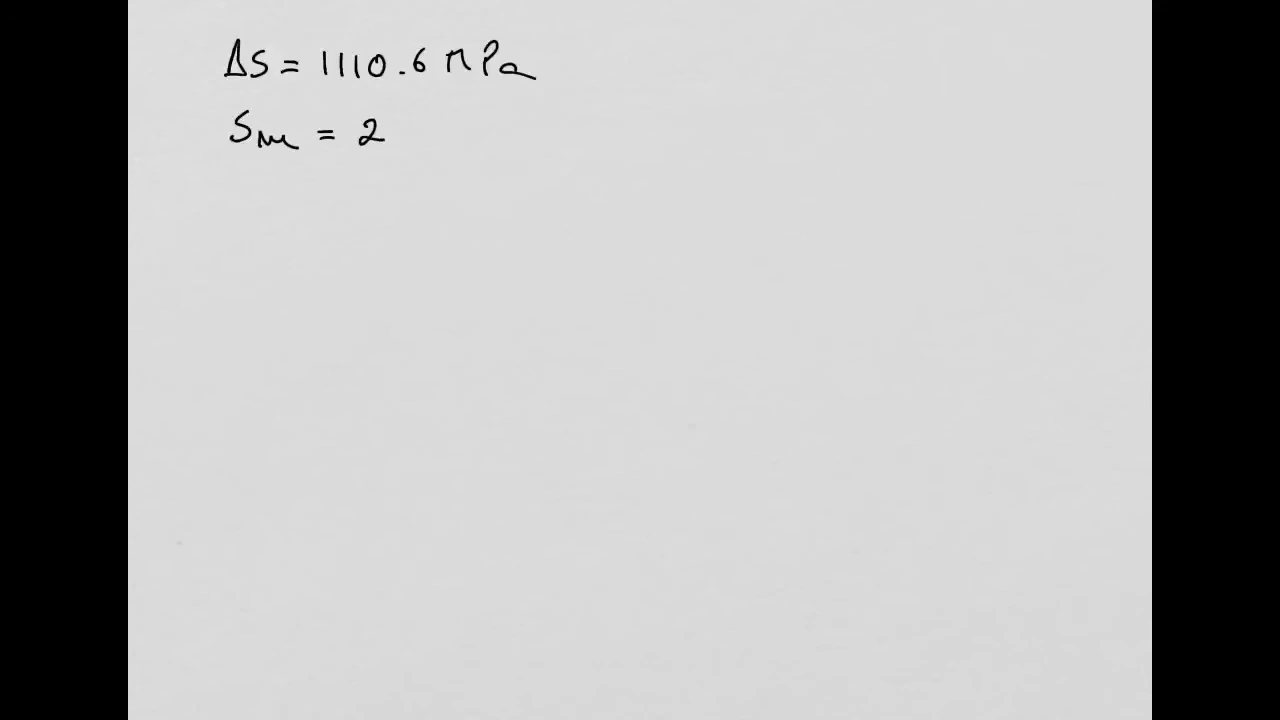 ΔS = 1110.6 MPa
Sm = 2